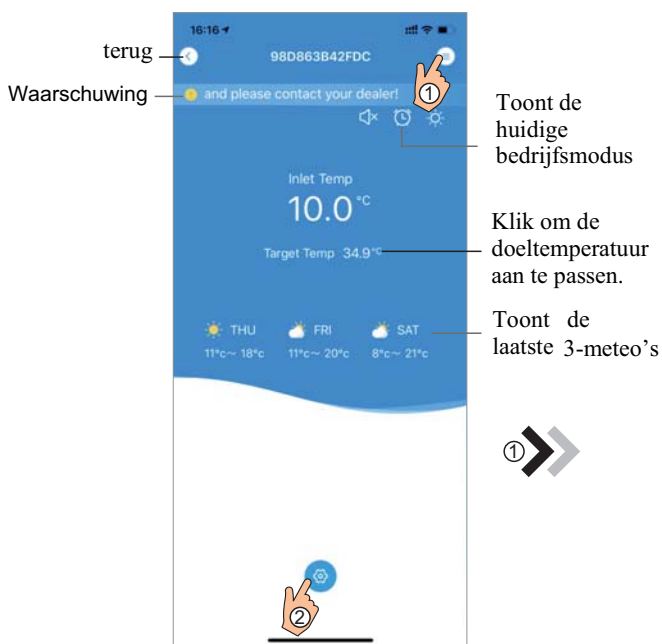 16:16
terug
98D863B42FDC
Waarschuwing
! and please contact your dealer!
①
Toont de
huidige
bedrijfsmodus
Inlet Temp
10.0 °C
Klik om de
doeltemperatuur
aan te passen.
Target Temp 34.9°C
Toont de
laatste 3-meteo’s
THU FRI SAT
11°c~ 18°c 11°c~ 20°c 8°c~ 21°c
①
②